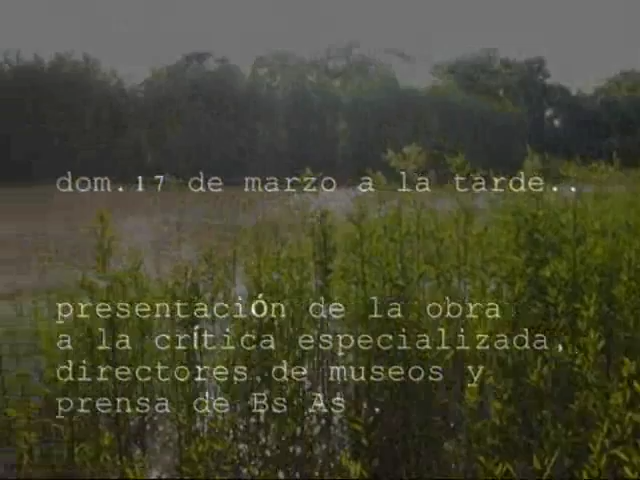 dom.17 de marzo a la tarde..
presentación de la obra
a la crítica especializada,
directores de museos y
prensa de Bs As .